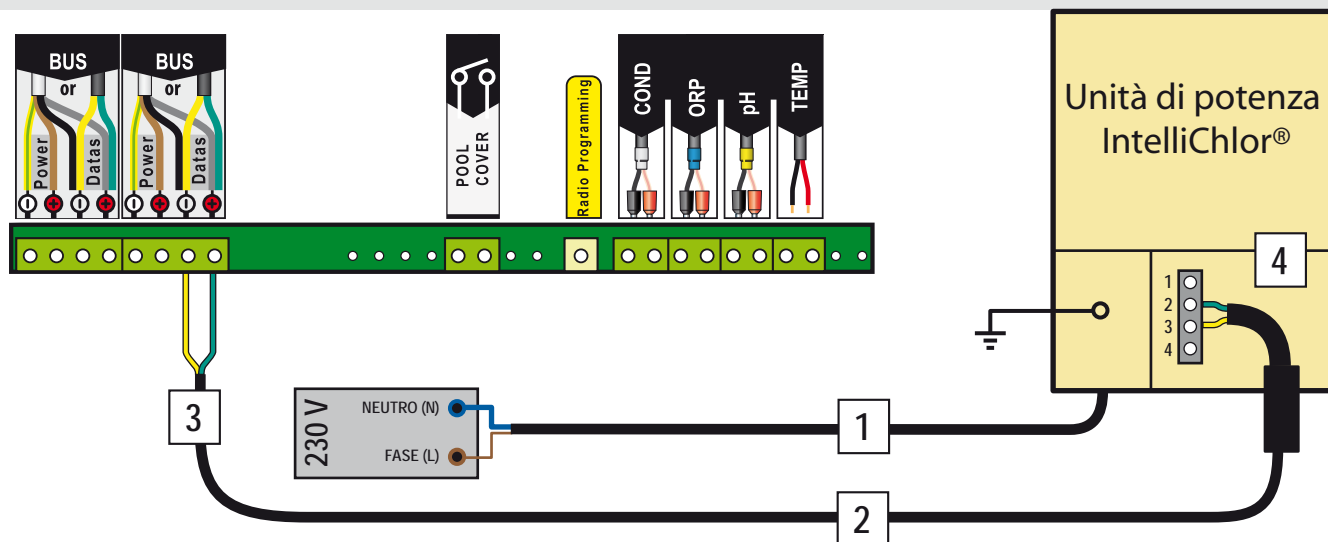 BUS
or
Power
Datas
BUS
or
Power
Datas
POOL
COVER
Radio Programming
COND
ORP
pH
TEMP
Unità di potenza
IntelliChlor®
4
1
2
3
4
3
230 V
NEUTRO (N)
FASE (L)
1
2